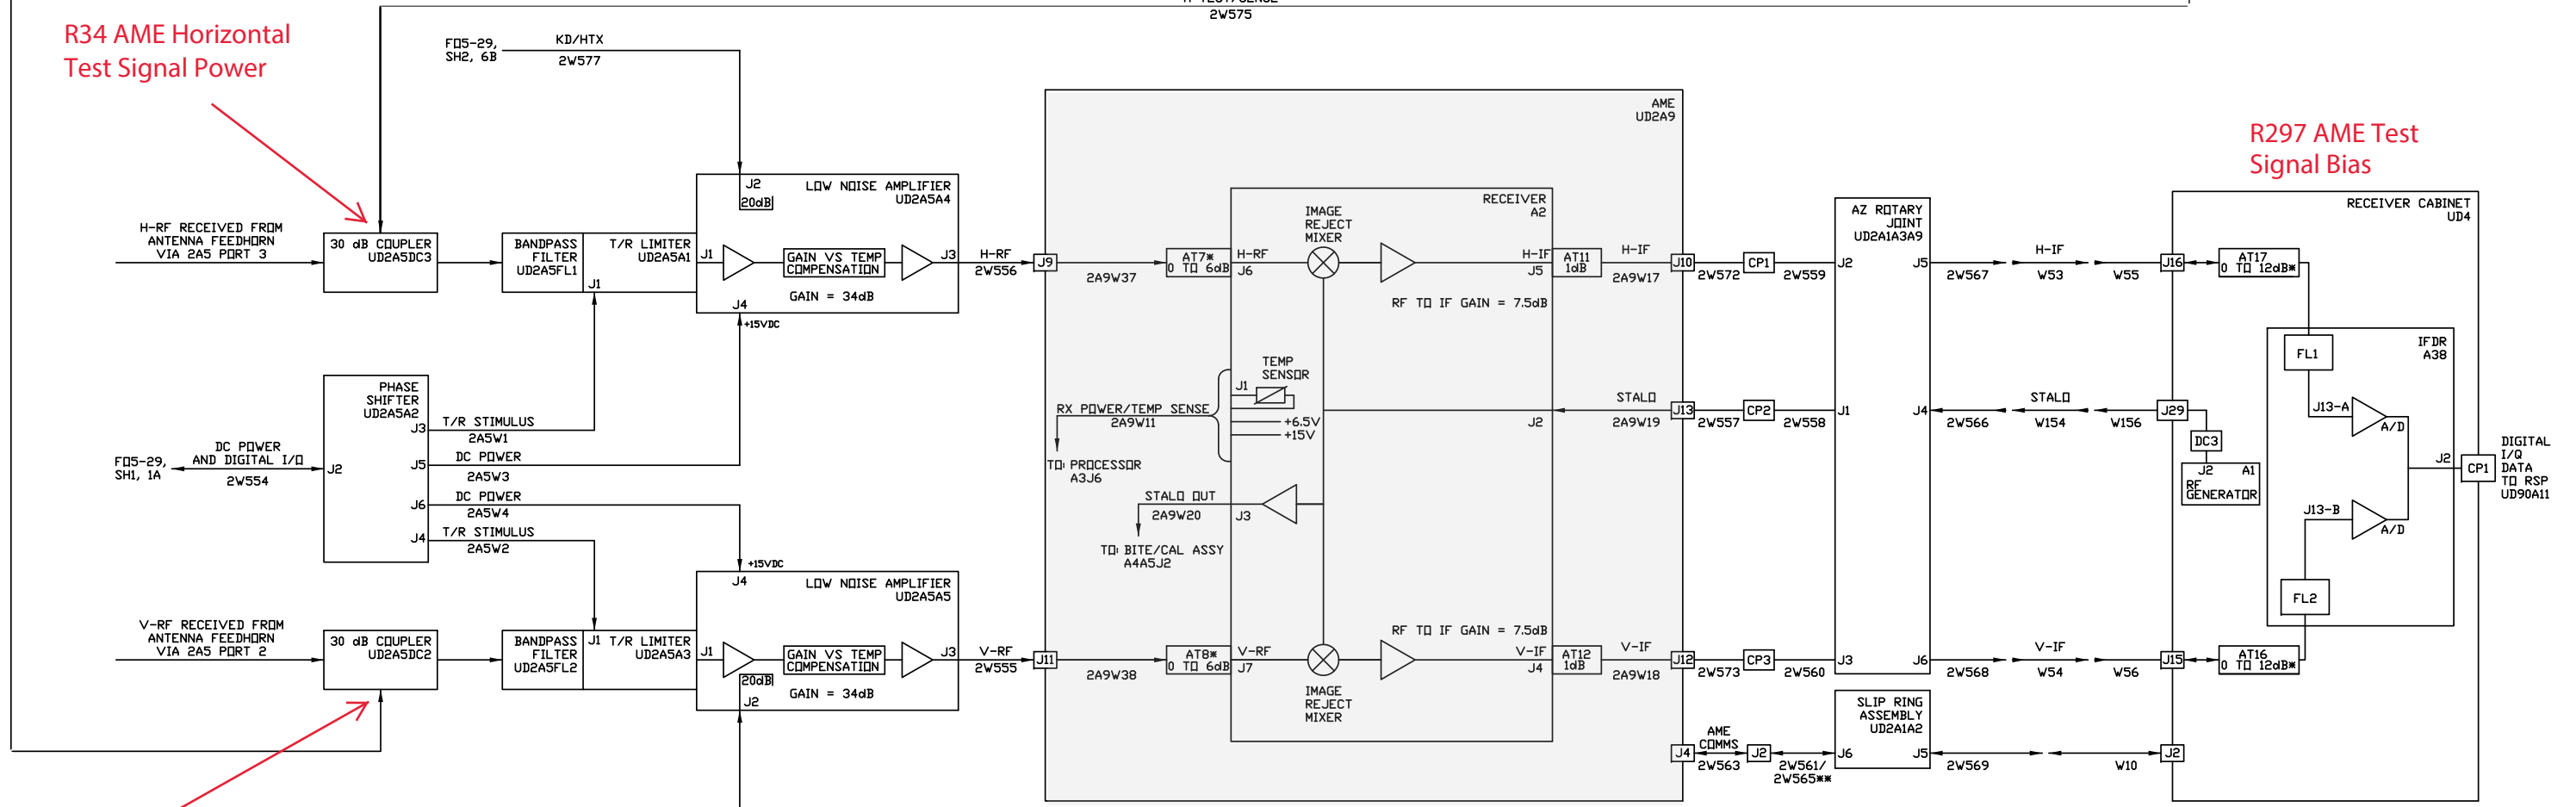 2W575
R34 AME Horizontal
Test Signal Power
FO5-29,
SH2, 6B
KD/HTX
2W577
AME
UD2A9
R297 AME Test
Signal Bias
H-RF RECEIVED FROM
ANTENNA FEEDHORN
VIA 2A5 PORT 3
30 dB COUPLER
UD2A5DC3
BANDPASS
FILTER
UD2A5FL1
T/R LIMITER
UD2A5A1
J1
J2
20dB
LOW NOISE AMPLIFIER
UD2A5A4
J1
GAIN VS TEMP
COMPENSATION
GAIN = 34dB
J3
J4
+15VDC
H-RF
2W556
J9
2A9W37
AT7*
0 TO 6dB
H-RF
J6
IMAGE
REJECT
MIXER
RECEIVER
A2
H-IF
J5
RF TO IF GAIN = 7.5dB
AT11
1dB
H-IF
2A9W17
J10
2W572
CP1
2W559
AZ ROTARY
JOINT
UD2A1A3A9
J2
J5
2W567
H-IF
W53
W55
RECEIVER CABINET
UD4
J16
AT17
0 TO 12dB*
FL1
IFDR
A38
J13-A
A/D
PHASE
SHIFTER
UD2A5A2
J3
T/R STIMULUS
2A5W1
FO5-29,
SH1, 1A
DC POWER
AND DIGITAL I/O
2W554
J2
J5
DC POWER
2A5W3
J6
DC POWER
2A5W4
J4
T/R STIMULUS
2A5W2
RX POWER/TEMP SENSE
2A9W11
TO: PROCESSOR
A3J6
J1
TEMP
SENSOR
+6.5V
+15V
J2
STALO
2A9W19
J13
2W557
CP2
2W558
J1
J4
2W566
STALO
W154
W156
J29
DC3
J2 A1
RF
GENERATOR
J2
CP1
DIGITAL
I/Q
DATA
TO RSP
UD90A11
STALO OUT
2A9W20
J3
TO: BITE/CAL ASSY
A4A5J2
J13-B
A/D
FL2
V-RF RECEIVED FROM
ANTENNA FEEDHORN
VIA 2A5 PORT 2
30 dB COUPLER
UD2A5DC2
BANDPASS
FILTER
UD2A5FL2
J1
T/R LIMITER
UD2A5A3
+15VDC
J4
LOW NOISE AMPLIFIER
UD2A5A5
J1
GAIN VS TEMP
COMPENSATION
20dB
J2
GAIN = 34dB
J3
V-RF
2W555
J11
2A9W38
AT8*
0 TO 6dB
V-RF
J7
IMAGE
REJECT
MIXER
RF TO IF GAIN = 7.5dB
V-IF
J4
AT12
1dB
V-IF
2A9W18
J12
2W573
CP3
2W560
J3
J6
2W568
V-IF
W54
W56
J15
AT16
0 TO 12dB*
J4
AME
COMMS
2W563
J2
2W561/
2W565**
SLIP RING
ASSEMBLY
UD2A1A2
J6
J5
2W569
W10
J2